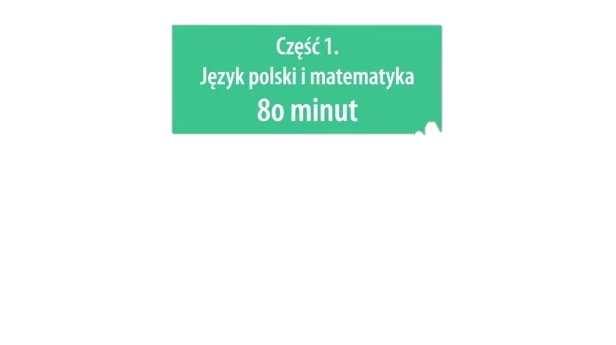 Część 1.
Język polski i matematyka
80 minut